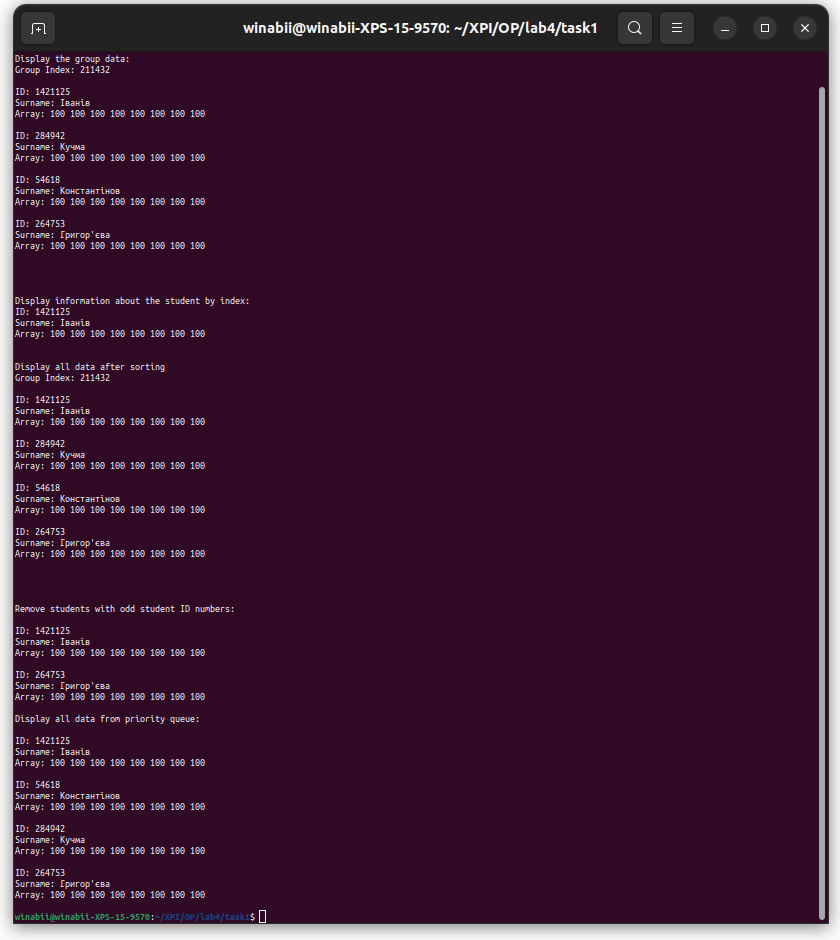 winabii@winabii-XPS-15-9570: ~/XPI/OP/lab4/task1
Display the group data:
Group Index: 211432
ID: 1421125
Surname: Іванів
Array: 100 100 100 100 100 100 100 100
ID: 284942
Surname: Кучма
Array: 100 100 100 100 100 100 100 100
ID: 54618
Surname: Константінов
Array: 100 100 100 100 100 100 100 100
ID: 264753
Surname: Григор'єва
Array: 100 100 100 100 100 100 100 100
Display information about the student by index:
ID: 1421125
Surname: Іванів
Array: 100 100 100 100 100 100 100 100
Display all data after sorting
Group Index: 211432
ID: 1421125
Surname: Іванів
Array: 100 100 100 100 100 100 100 100
ID: 284942
Surname: Кучма
Array: 100 100 100 100 100 100 100 100
ID: 54618
Surname: Константінов
Array: 100 100 100 100 100 100 100 100
ID: 264753
Surname: Григор'єва
Array: 100 100 100 100 100 100 100 100
Remove students with odd student ID numbers:
ID: 1421125
Surname: Іванів
Array: 100 100 100 100 100 100 100 100
ID: 264753
Surname: Григор'єва
Array: 100 100 100 100 100 100 100 100
Display all data from priority queue:
ID: 1421125
Surname: Іванів
Array: 100 100 100 100 100 100 100 100
ID: 54618
Surname: Константінов
Array: 100 100 100 100 100 100 100 100
ID: 284942
Surname: Кучма
Array: 100 100 100 100 100 100 100 100
ID: 264753
Surname: Григор'єва
Array: 100 100 100 100 100 100 100 100
winabii@winabii-XPS-15-9570:~/XPI/OP/lab4/task1$